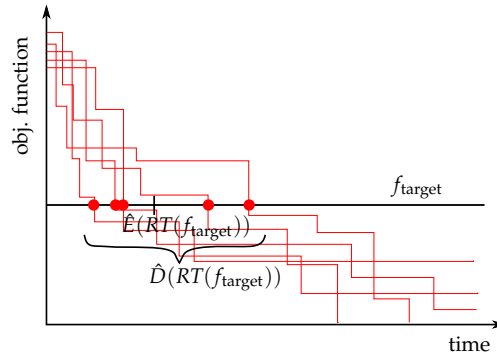 obj. function
f_target
Ê(RT(f_target))
D̂(RT(f_target))
time